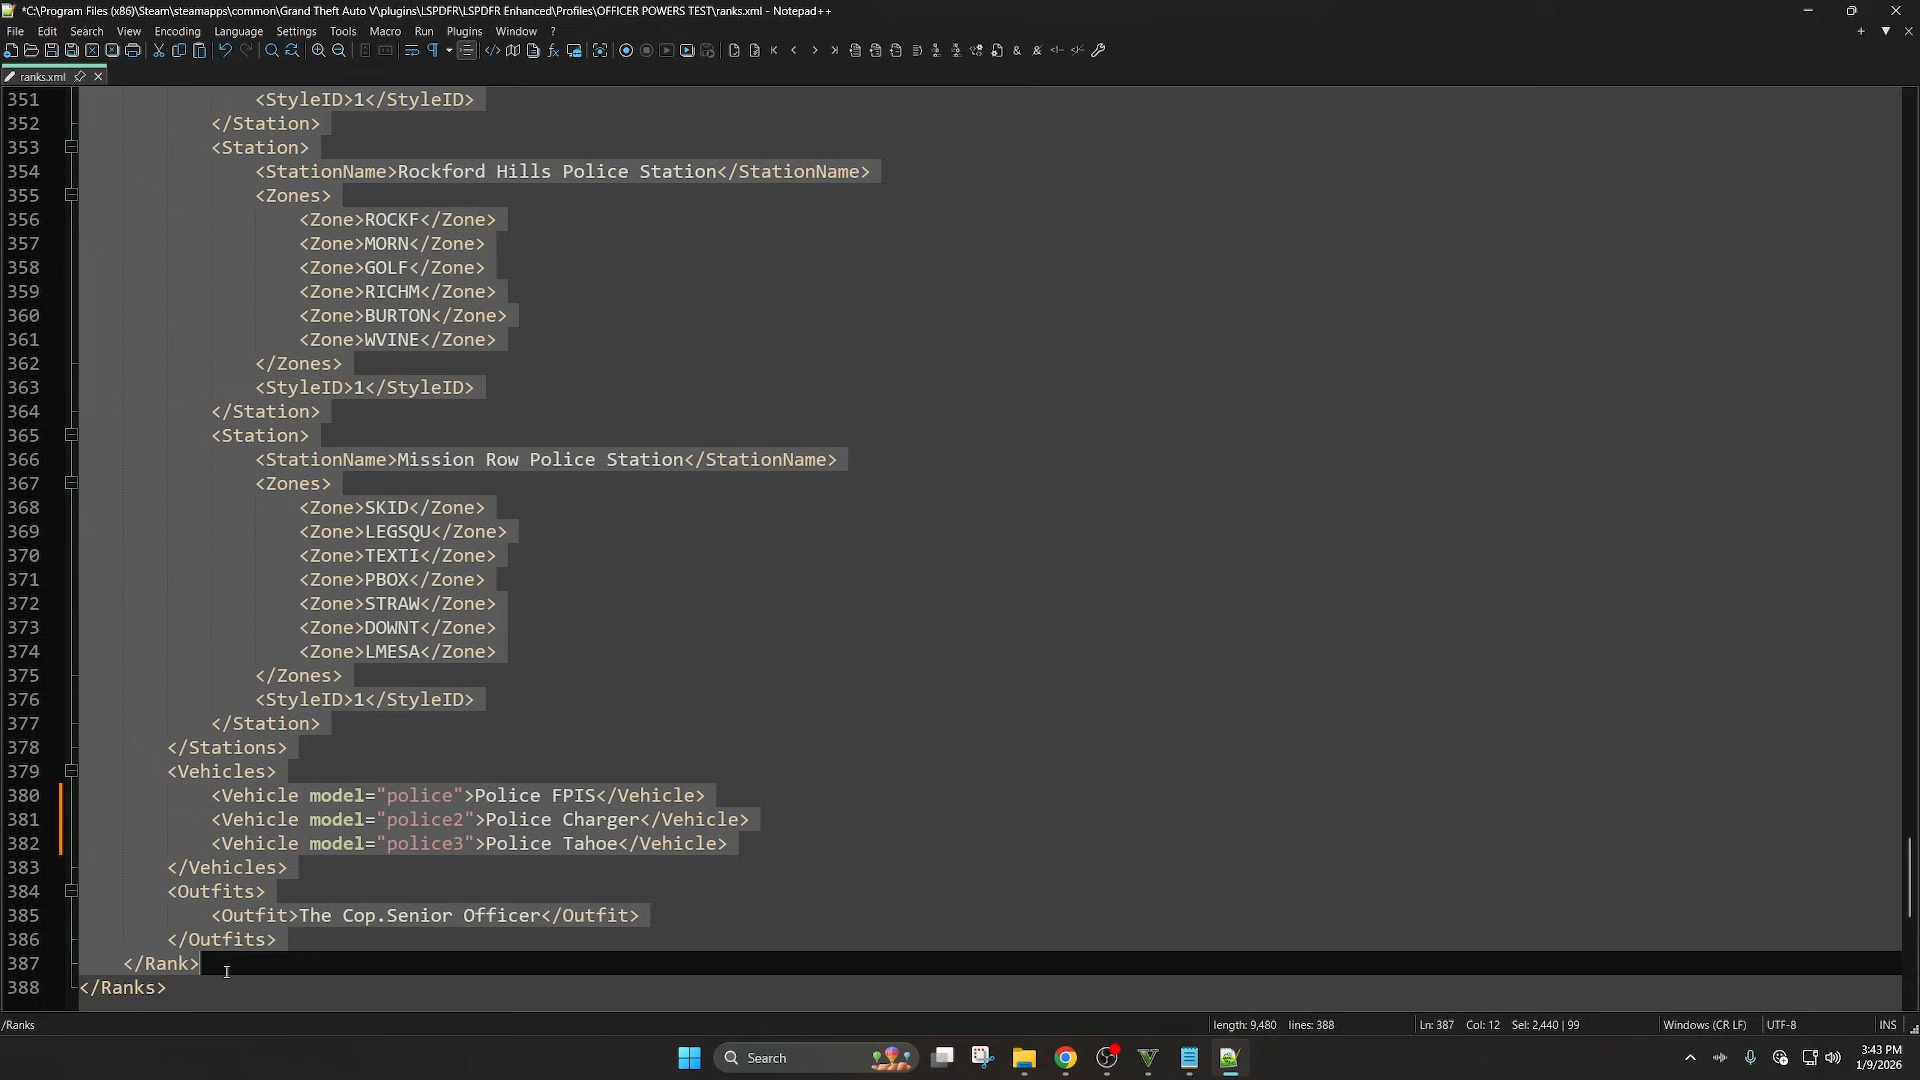 *C:\Program Files (x86)\Steam\steamapps\common\Grand Theft Auto V\plugins\LSPDFR\LSPDFR Enhanced\Profiles\OFFICER POWERS TEST\ranks.xml - Notepad++
File Edit Search View Encoding Language Settings Tools Macro Run Plugins Window ?
ranks.xml
351 <StyleID>1</StyleID>
352 </Station>
353 <Station>
354 <StationName>Rockford Hills Police Station</StationName>
355 <Zones>
356 <Zone>ROCKF</Zone>
357 <Zone>MORN</Zone>
358 <Zone>GOLF</Zone>
359 <Zone>RICHM</Zone>
360 <Zone>BURTON</Zone>
361 <Zone>WVINE</Zone>
362 </Zones>
363 <StyleID>1</StyleID>
364 </Station>
365 <Station>
366 <StationName>Mission Row Police Station</StationName>
367 <Zones>
368 <Zone>SKID</Zone>
369 <Zone>LEGSQU</Zone>
370 <Zone>TEXTI</Zone>
371 <Zone>PBOX</Zone>
372 <Zone>STRAW</Zone>
373 <Zone>DOWNT</Zone>
374 <Zone>LMESA</Zone>
375 </Zones>
376 <StyleID>1</StyleID>
377 </Station>
378 </Stations>
379 <Vehicles>
380 <Vehicle model="police">Police FPIS</Vehicle>
381 <Vehicle model="police2">Police Charger</Vehicle>
382 <Vehicle model="police3">Police Tahoe</Vehicle>
383 </Vehicles>
384 <Outfits>
385 <Outfit>The Cop.Senior Officer</Outfit>
386 </Outfits>
387 </Rank>
388 </Ranks>
/Ranks length: 9,480 lines: 388 Ln: 387 Col: 12 Sel: 2,440 | 99 Windows (CR LF) UTF-8 INS
Search
3:43 PM
1/9/2026